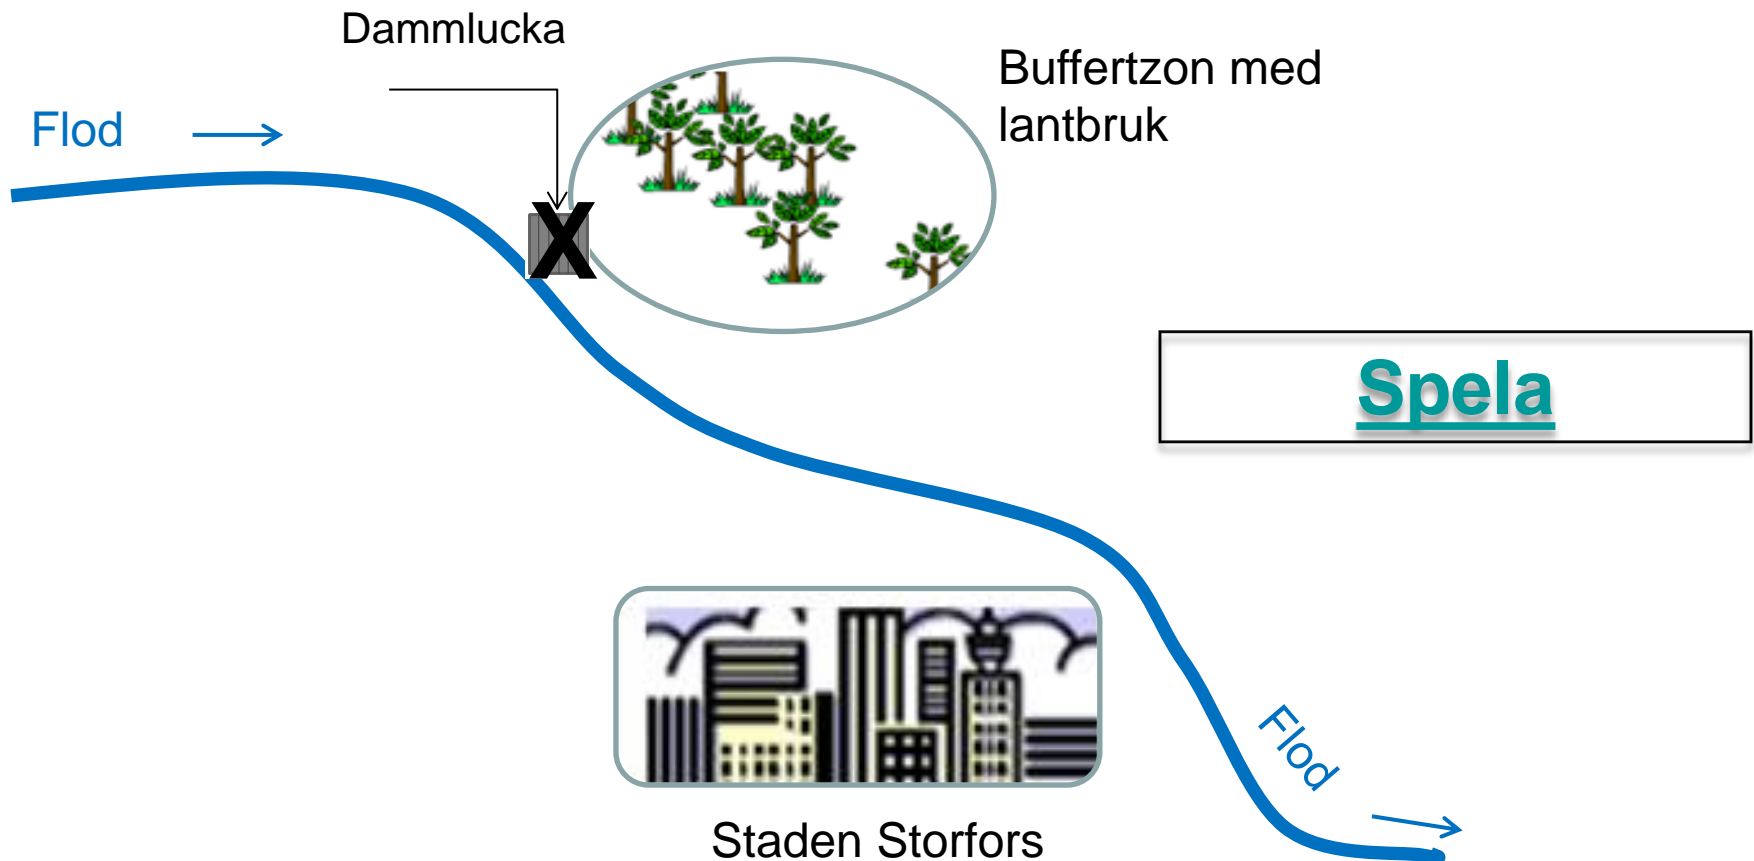 Dammlucka
Buffertzon med
lantbruk
Flod
X
Spela
Flod
Staden Storfors